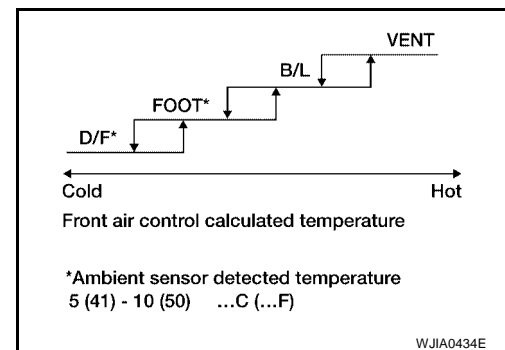 VENT
B/L
FOOT*
D/F*
Cold Hot
Front air control calculated temperature
*Ambient sensor detected temperature
5 (41) - 10 (50) ...C (...F)
WJIA0434E